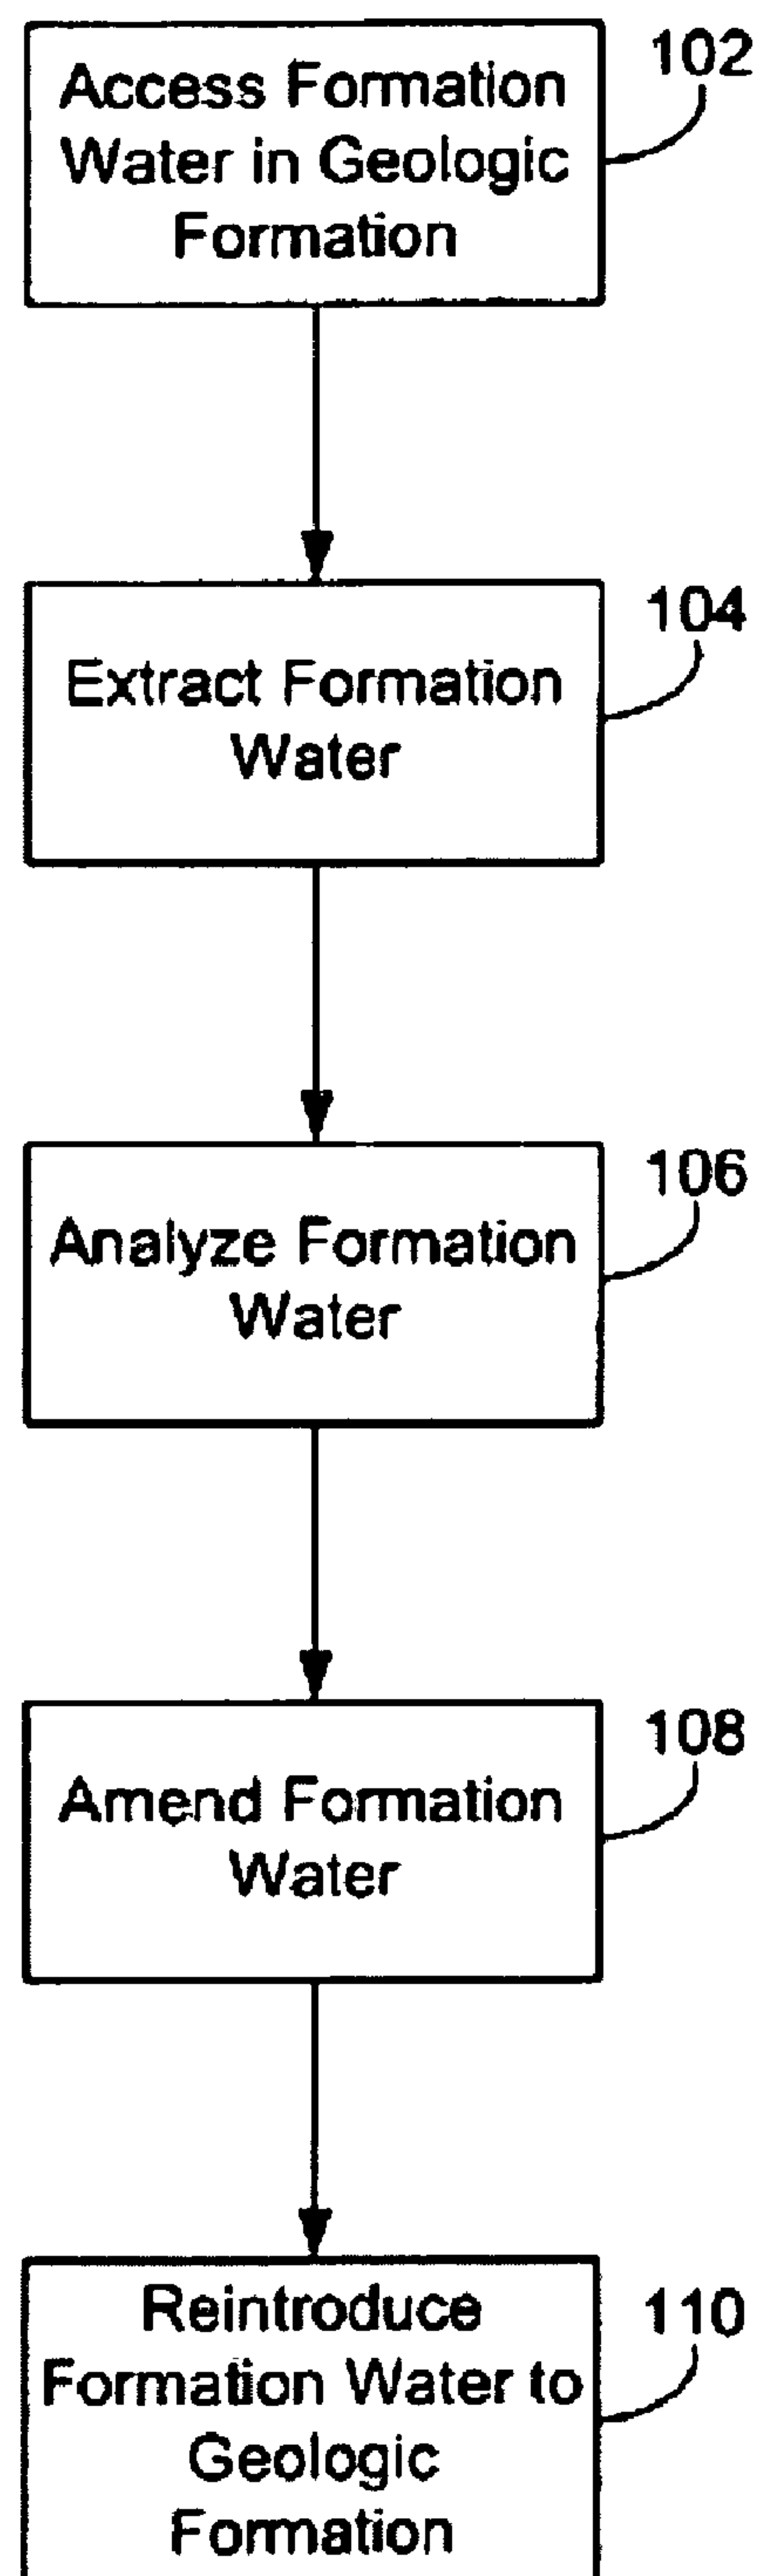 Access Formation
Water in Geologic
Formation
102
Extract Formation
Water
104
Analyze Formation
Water
106
Amend Formation
Water
108
Reintroduce
Formation Water to
Geologic
Formation
110